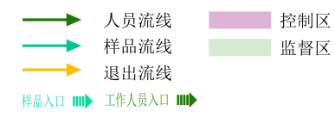 人员流线 控制区
样品流线 监督区
退出流线
样品入口 工作人员入口